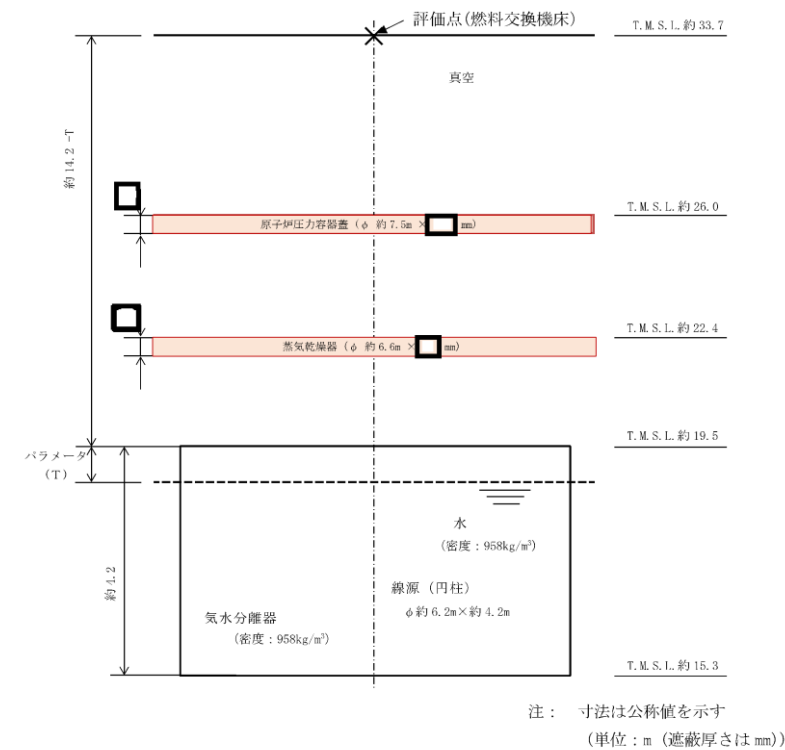 評価点(燃料交換機床)
T.M.S.L.約33.7
真空
約14.2-T
T.M.S.L.約26.0
原子炉圧力容器蓋(φ 約7.5m × mm)
T.M.S.L.約22.4
蒸気乾燥器(φ 約6.6m × mm)
T.M.S.L.約19.5
パラメータ
(T)
水
(密度:958kg/m³)
約4.2
線源(円柱)
φ約6.2m×約4.2m
気水分離器
(密度:958kg/m³)
T.M.S.L.約15.3
注: 寸法は公称値を示す
(単位:m(遮蔽厚さはmm))